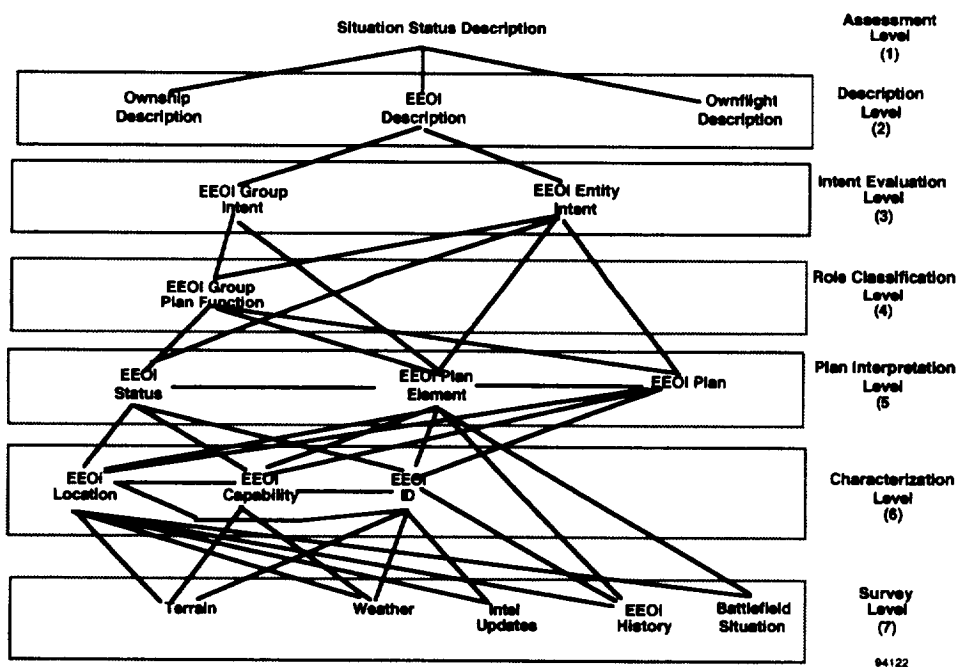 Situation Status Description
Assessment
Level
(1)
Ownship
Description
EEOI
Description
Ownflight
Description
Description
Level
(2)
EEOI Group
Intent
EEOI Entity
Intent
Intent Evaluation
Level
(3)
EEOI Group
Plan Function
Role Classification
Level
(4)
EEOI
Status
EEOI Plan
Element
EEOI Plan
Plan Interpretation
Level
(5
EEOI
Location
EEOI
Capability
EEOI
ID
Characterization
Level
(6)
Terrain
Weather
Intel
Updates
EEOI
History
Battlefield
Situation
Survey
Level
(7)
94122